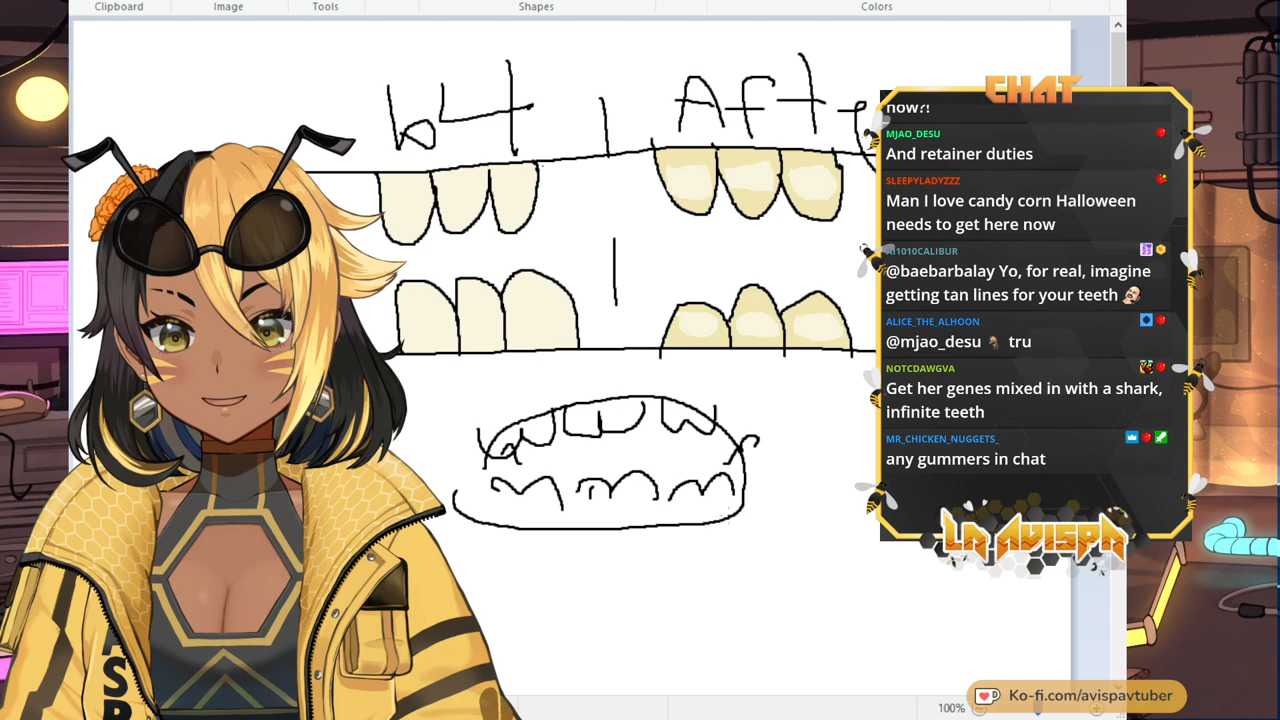 Clipboard
Image
Tools
Shapes
Colors
b4 | Afte
CHAT
now?!
MJAO_DESU
And retainer duties
SLEEPYLADYZZZ
Man I love candy corn Halloween
needs to get here now
@baebarbalay Yo, for real, imagine
getting tan lines for your teeth
ALICE_THE_ALHOON
@mjao_desu tru
NOTCDAWGVA
Get her genes mixed in with a shark,
infinite teeth
MR_CHICKEN_NUGGETS_
any gummers in chat
LA AVISPA
SP
100%
Ko-fi.com/avispavtuber